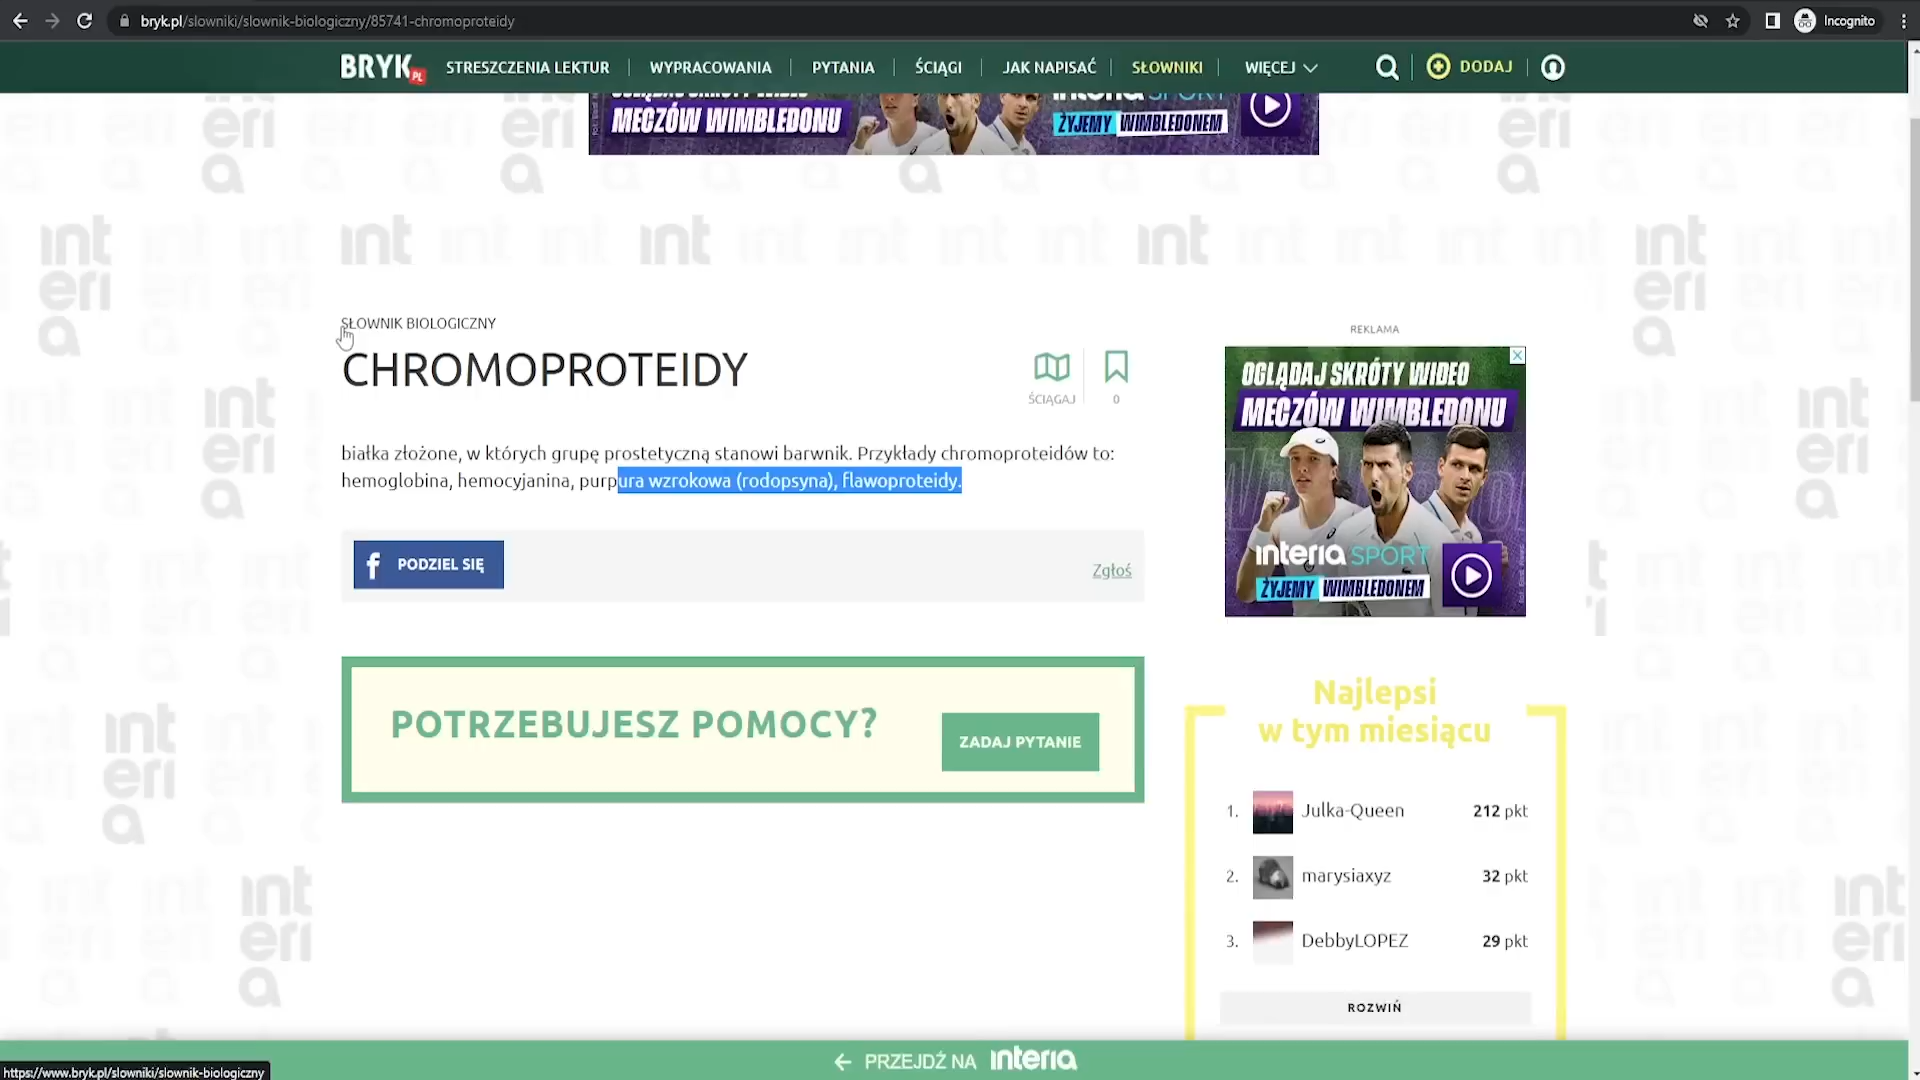 bryk.pl/slowniki/slownik-biologiczny/85741-chromoproteidy
Incognito
BRYK.PL
STRESZCZENIA LEKTUR
WYPRACOWANIA
PYTANIA
ŚCIĄGI
JAK NAPISAĆ
SŁOWNIKI
WIĘCEJ
DODAJ
MECZÓW WIMBLEDONU
ŻYJEMY WIMBLEDONEM
SŁOWNIK BIOLOGICZNY
CHROMOPROTEIDY
ŚCIĄGAJ
0
białka złożone, w których grupę prostetyczną stanowi barwnik. Przykłady chromoproteidów to:
hemoglobina, hemocyjanina, purpura wzrokowa (rodopsyna), flawoproteidy.
PODZIEL SIĘ
Zgłoś
POTRZEBUJESZ POMOCY?
ZADAJ PYTANIE
REKLAMA
OGLĄDAJ SKRÓTY WIDEO
MECZÓW WIMBLEDONU
interia SPORT
ŻYJEMY WIMBLEDONEM
Najlepsi
w tym miesiącu
1. Julka-Queen 212 pkt
2. marysiaxyz 32 pkt
3. DebbyLOPEZ 29 pkt
ROZWIŃ
PRZEJDŹ NA interia
https://www.bryk.pl/slowniki/slownik-biologiczny